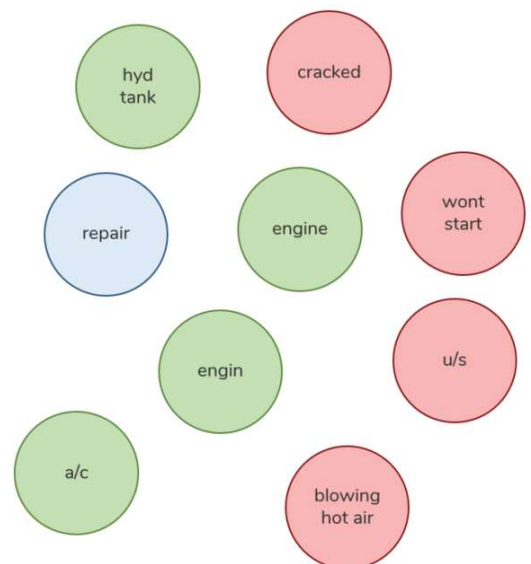 hyd
tank
cracked
wont
start
repair
engine
engin
u/s
a/c
blowing
hot air